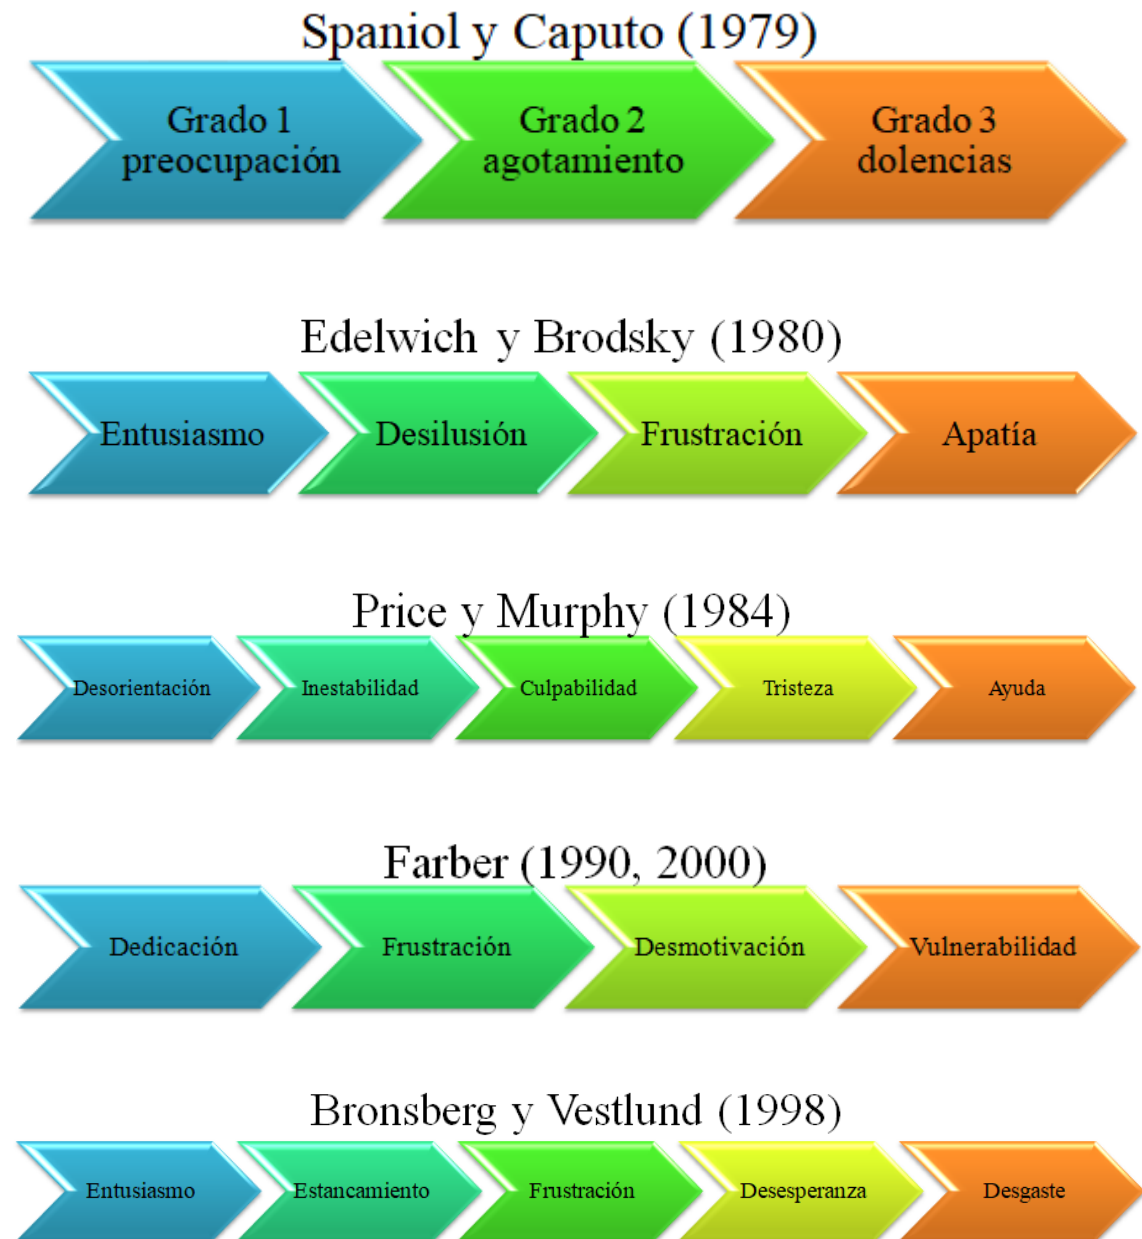 Spaniol y Caputo (1979)
Grado 1
preocupación
Grado 2
agotamiento
Grado 3
dolencias
Edelwich y Brodsky (1980)
Entusiasmo
Desilusión
Frustración
Apatía
Price y Murphy (1984)
Desorientación
Inestabilidad
Culpabilidad
Tristeza
Ayuda
Farber (1990, 2000)
Dedicación
Frustración
Desmotivación
Vulnerabilidad
Bronsberg y Vestlund (1998)
Entusiasmo
Estancamiento
Frustración
Desesperanza
Desgaste